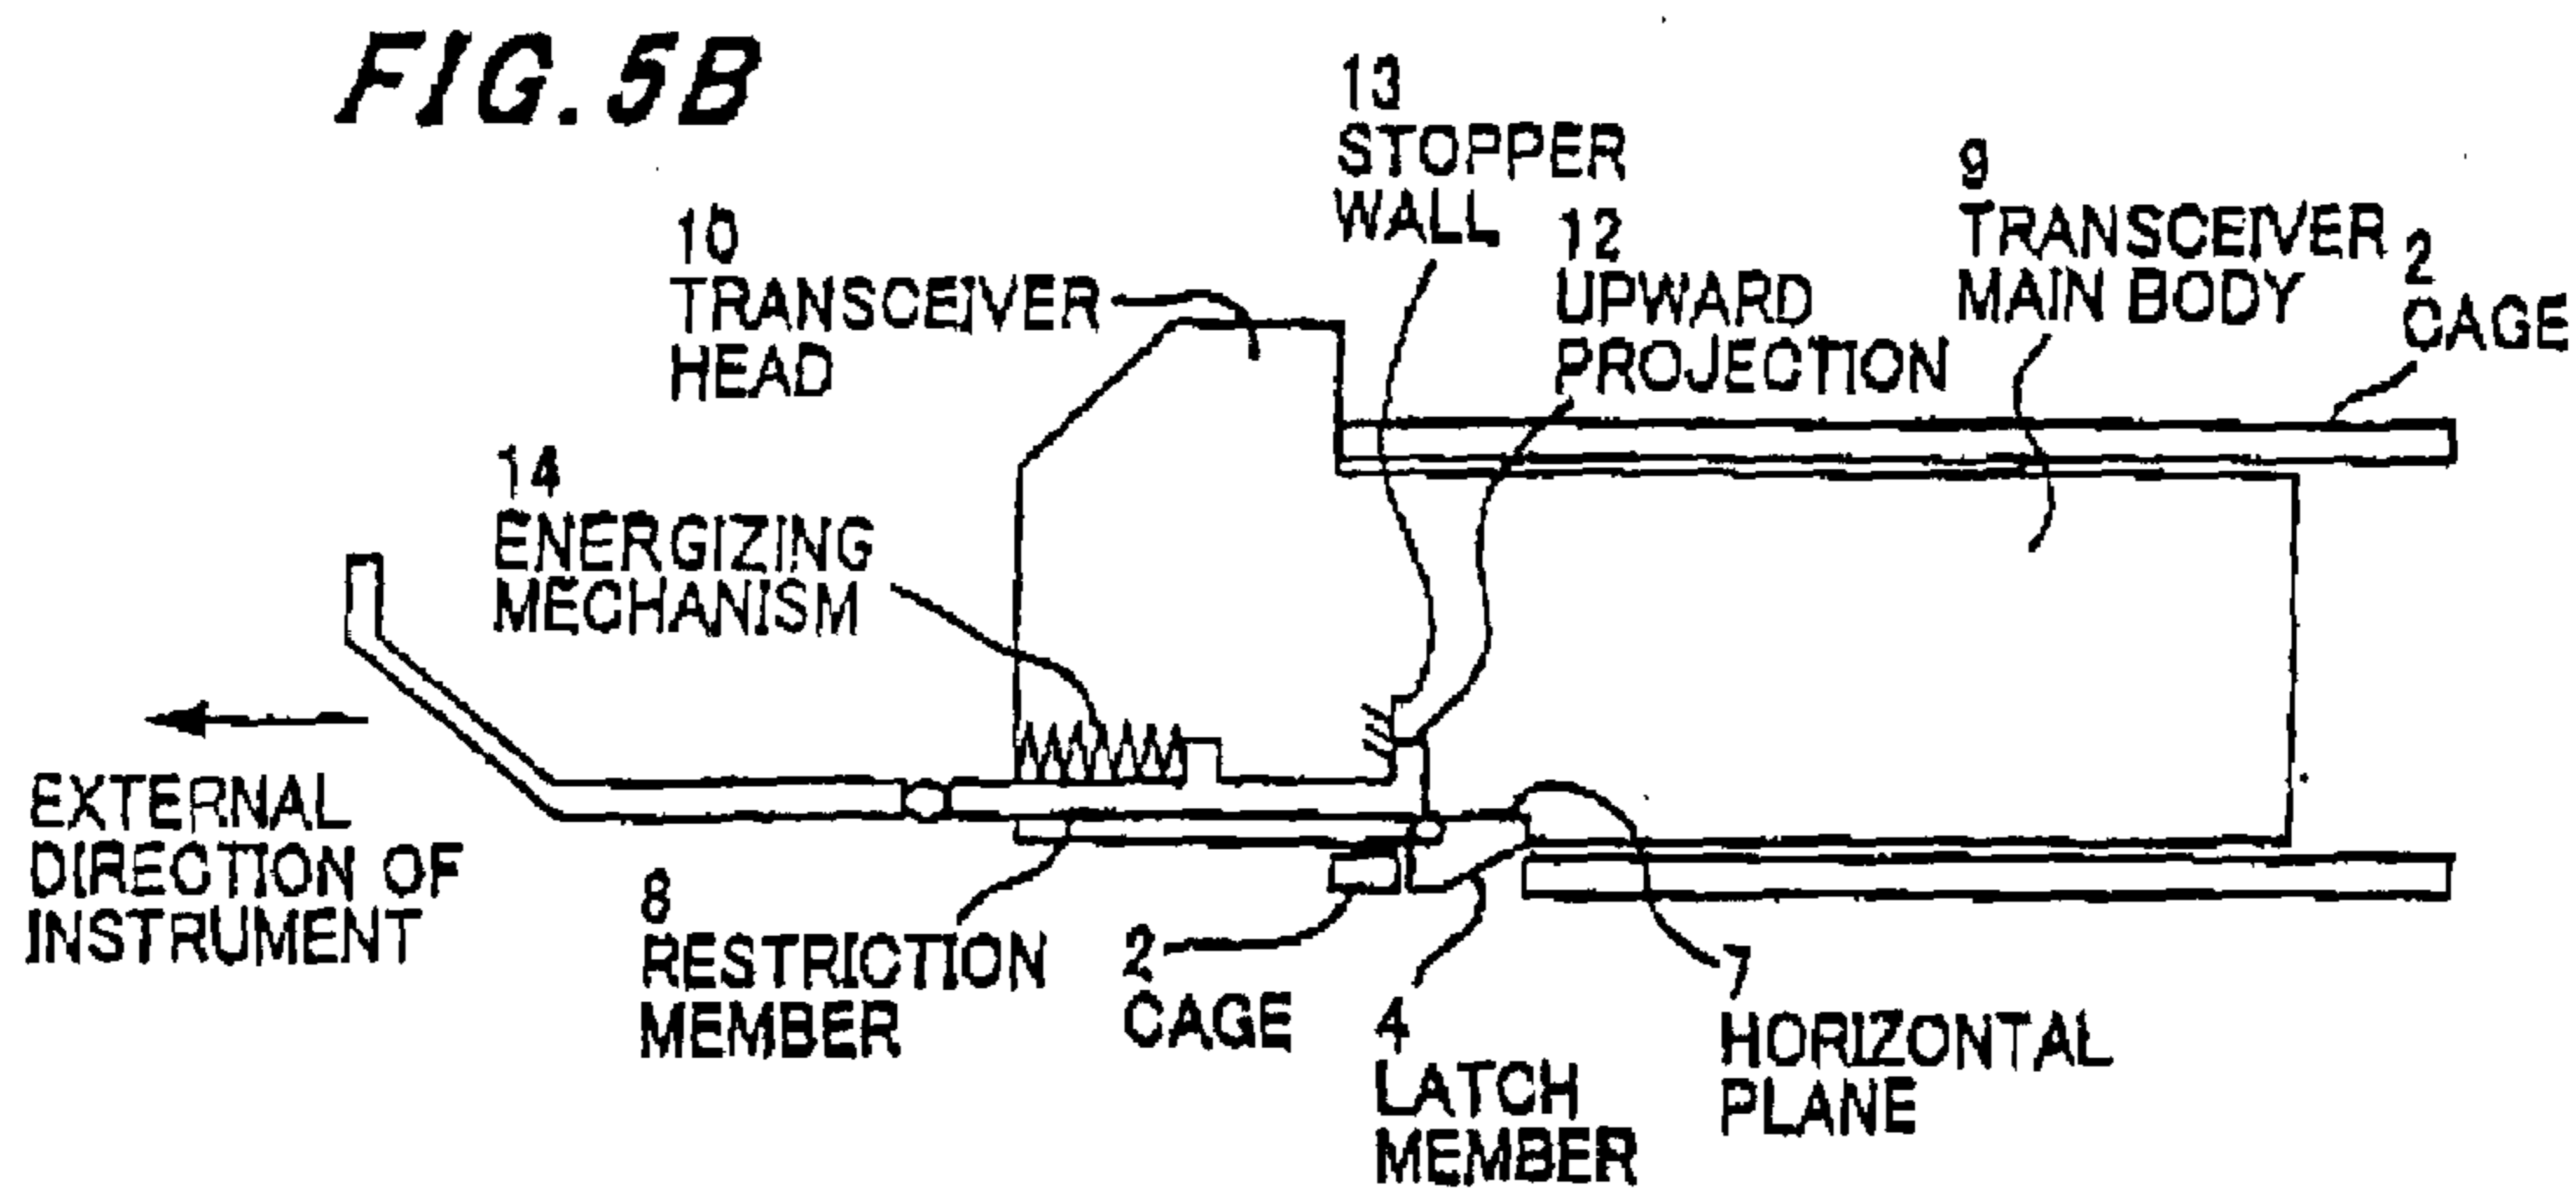 FIG.5B
13
STOPPER
WALL
12
UPWARD
PROJECTION
9
TRANSCEIVER
MAIN BODY
2
CAGE
10
TRANSCEIVER
HEAD
14
ENERGIZING
MECHANISM
EXTERNAL
DIRECTION OF
INSTRUMENT
8
RESTRICTION
MEMBER
2
CAGE
4
LATCH
MEMBER
7
HORIZONTAL
PLANE